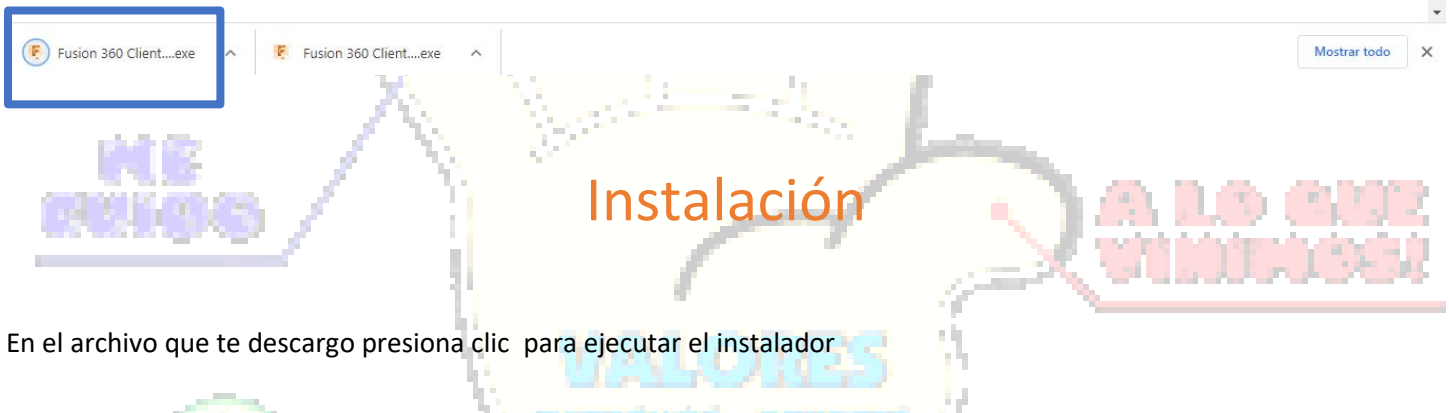 Fusion 360 Client....exe
Fusion 360 Client....exe
Mostrar todo
ME
CUIDO
Instalación
A LO QUE
VINIMOS!
En el archivo que te descargo presiona clic  para ejecutar el instalador
VALORES